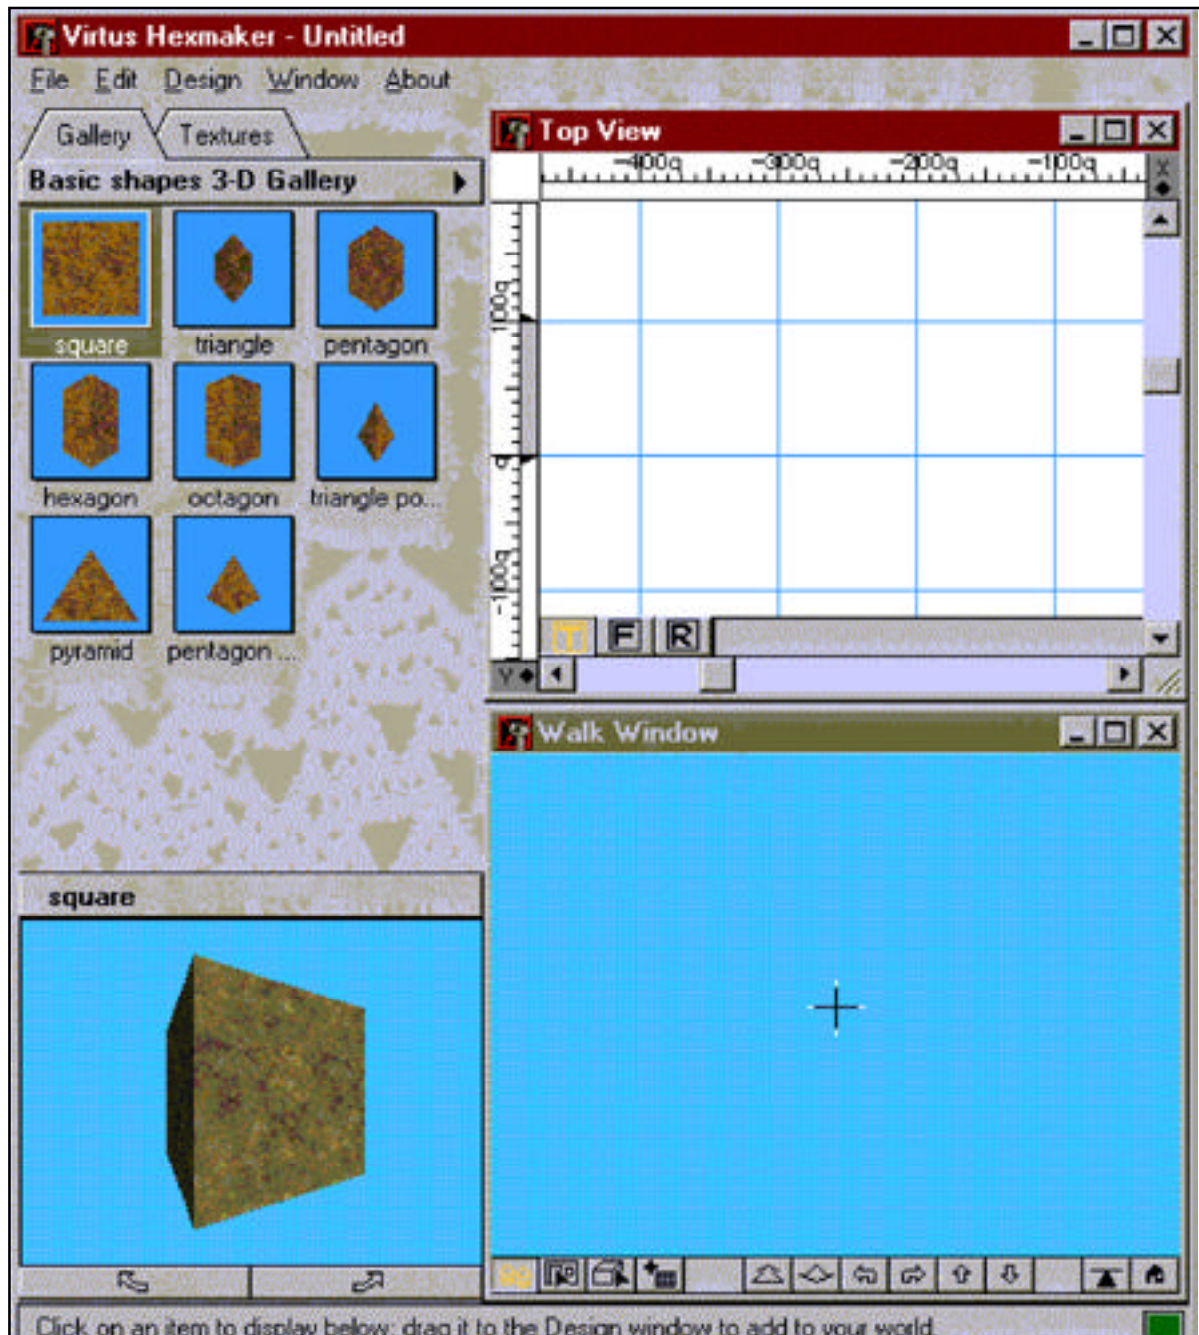 Virtus Hexmaker - Untitled
File Edit Design Window About
Gallery Textures
Basic shapes 3-D Gallery
square triangle pentagon
hexagon octagon triangle po...
pyramid pentagon ...
square
Top View
-400q -300q -200q -100q
X
100q
q
-100q
T F R
Y
Walk Window
Click on an item to display below; drag it to the Design window to add to your world.